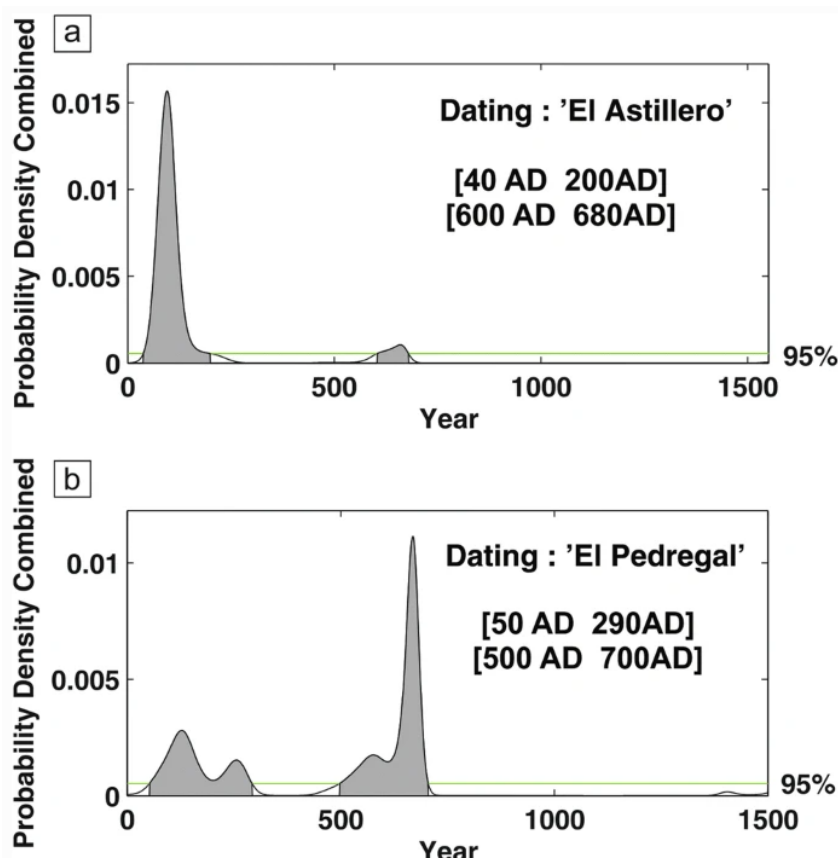 a
Probability Density Combined
0.015
0.01
0.005
0
Dating : 'El Astillero'
[40 AD 200AD]
[600 AD 680AD]
95%
0 500 1000 1500
Year
b
Probability Density Combined
0.01
0.005
0
Dating : 'El Pedregal'
[50 AD 290AD]
[500 AD 700AD]
95%
0 500 1000 1500
Year